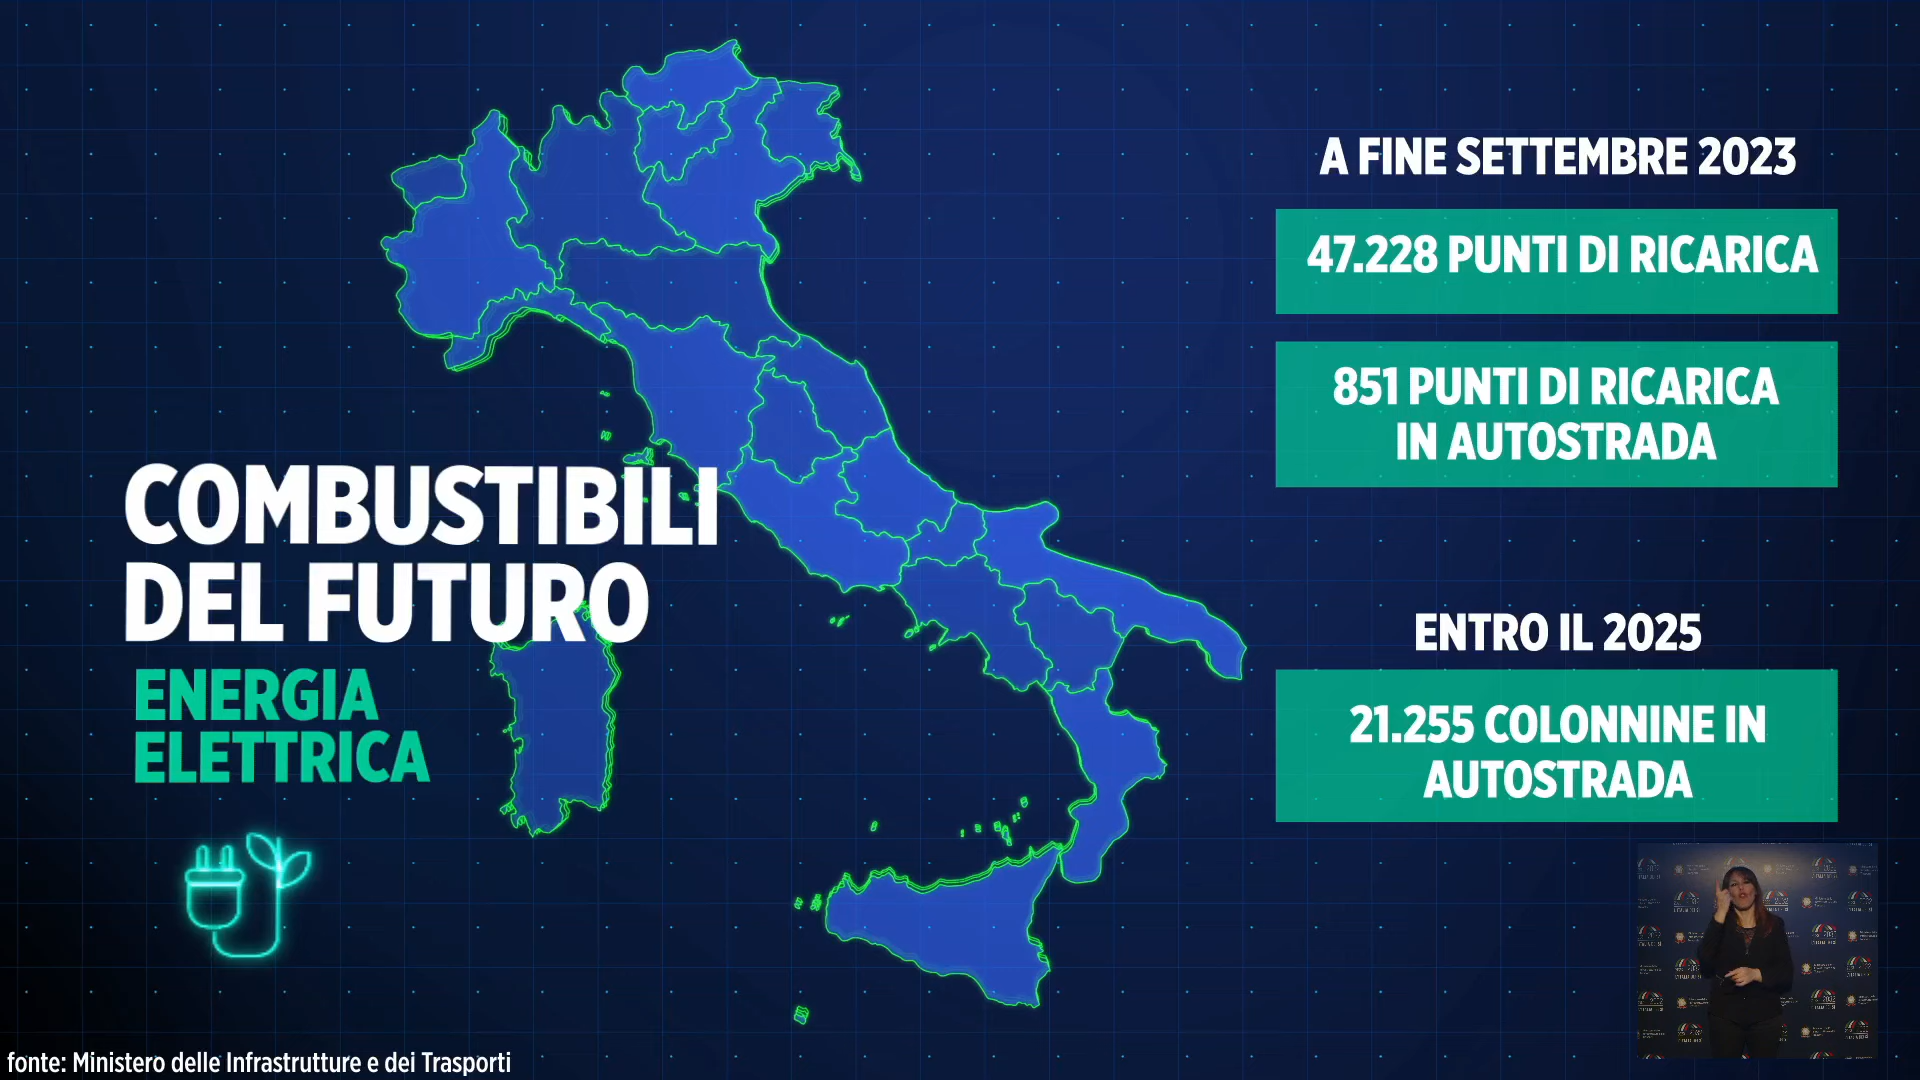 COMBUSTIBILI
DEL FUTURO
ENERGIA
ELETTRICA
A FINE SETTEMBRE 2023
47.228 PUNTI DI RICARICA
851 PUNTI DI RICARICA
IN AUTOSTRADA
ENTRO IL 2025
21.255 COLONNINE IN
AUTOSTRADA
fonte: Ministero delle Infrastrutture e dei Trasporti